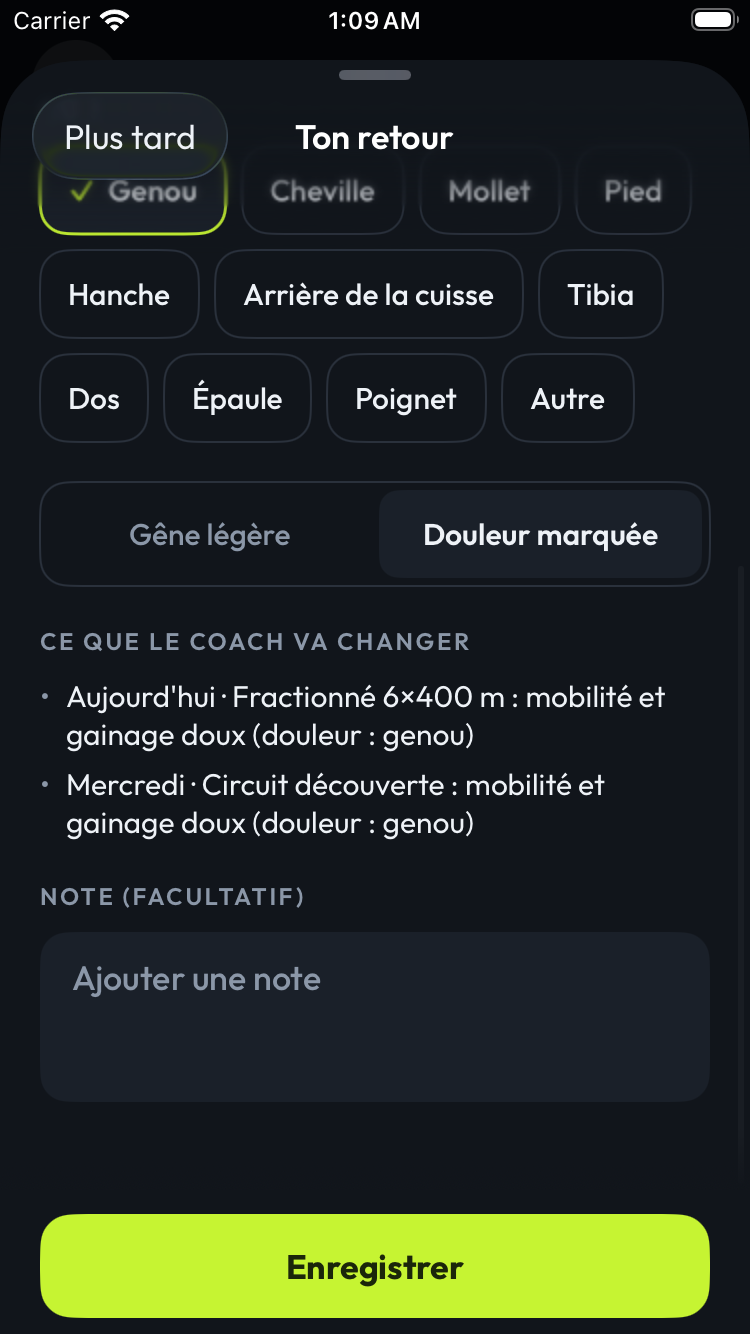 Carrier 1:09 AM
Plus tard Ton retour
Genou Cheville Mollet Pied
Hanche Arrière de la cuisse Tibia
Dos Épaule Poignet Autre
Gêne légère Douleur marquée
CE QUE LE COACH VA CHANGER
• Aujourd'hui · Fractionné 6×400 m : mobilité et
gainage doux (douleur : genou)
• Mercredi · Circuit découverte : mobilité et
gainage doux (douleur : genou)
NOTE (FACULTATIF)
Ajouter une note
Enregistrer